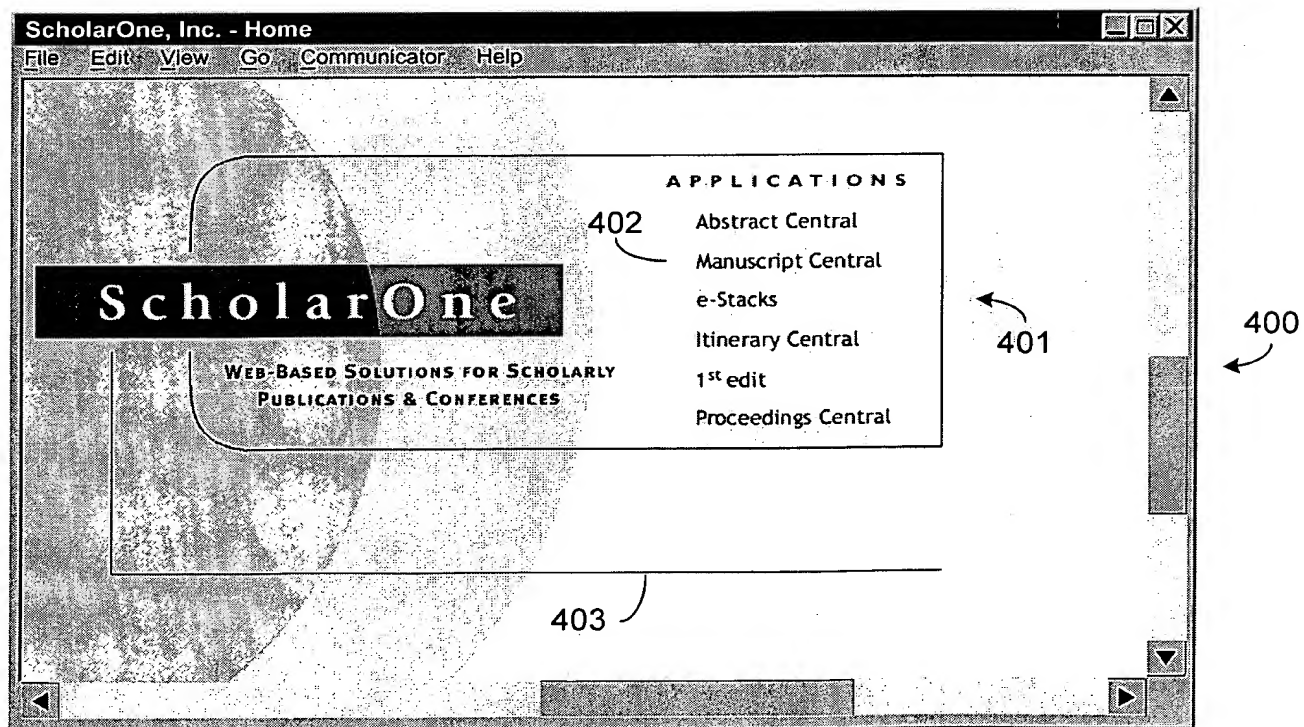 ScholarOne, Inc. - Home
File Edit View Go Communicator Help
APPLICATIONS
402
Abstract Central
Manuscript Central
e-Stacks
Itinerary Central
1st edit
Proceedings Central
401
400
ScholarOne
WEB-BASED SOLUTIONS FOR SCHOLARLY
PUBLICATIONS & CONFERENCES
403